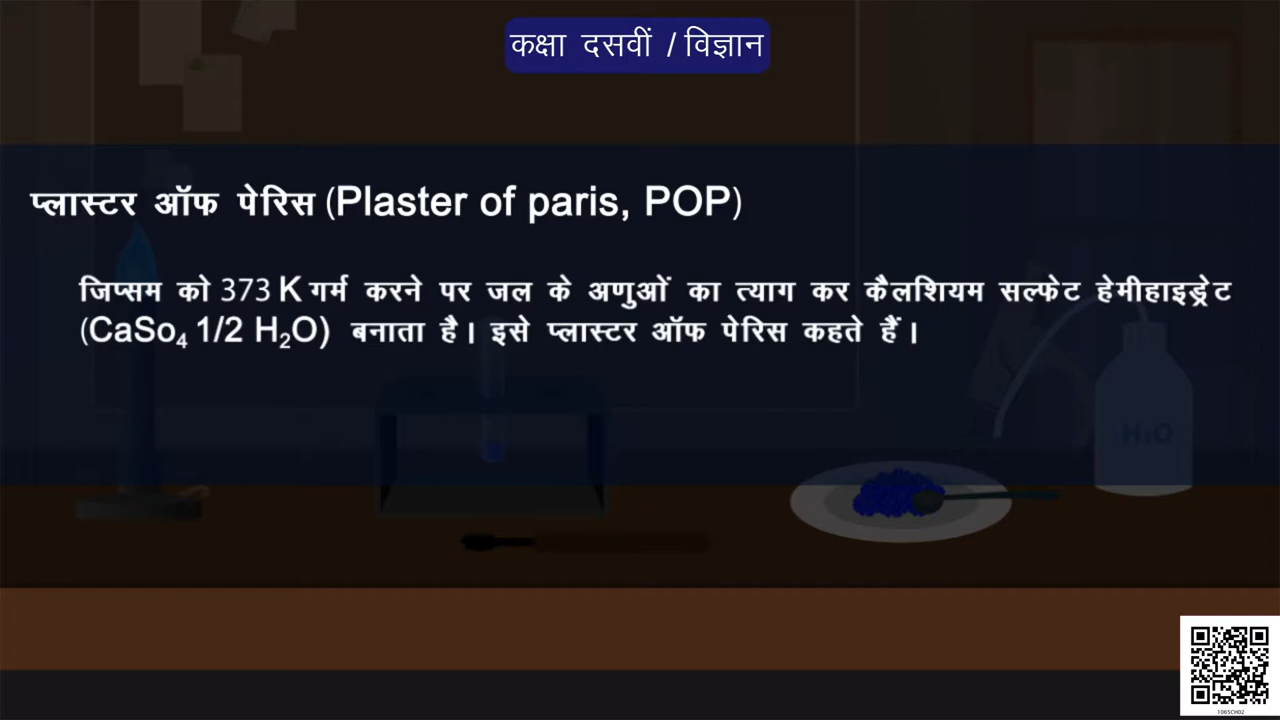 कक्षा दसवीं / विज्ञान
प्लास्टर ऑफ पेरिस (Plaster of paris, POP)
जिप्सम को 373 K गर्म करने पर जल के अणुओं का त्याग कर कैलशियम सल्फेट हेमीहाइड्रेट
(CaSo₄ 1/2 H₂O) बनाता है। इसे प्लास्टर ऑफ पेरिस कहते हैं।
H₂O
1065CH02